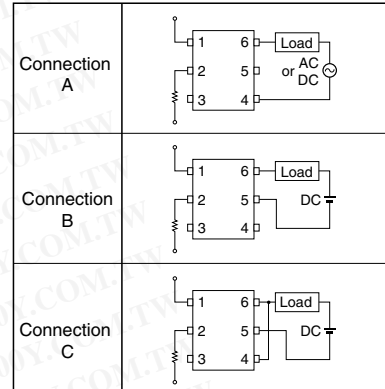 Connection A
1 6 Load
2 5 or AC DC
3 4
Connection B
1 6 Load
2 5 DC
3 4
Connection C
1 6 Load
2 5 DC
3 4